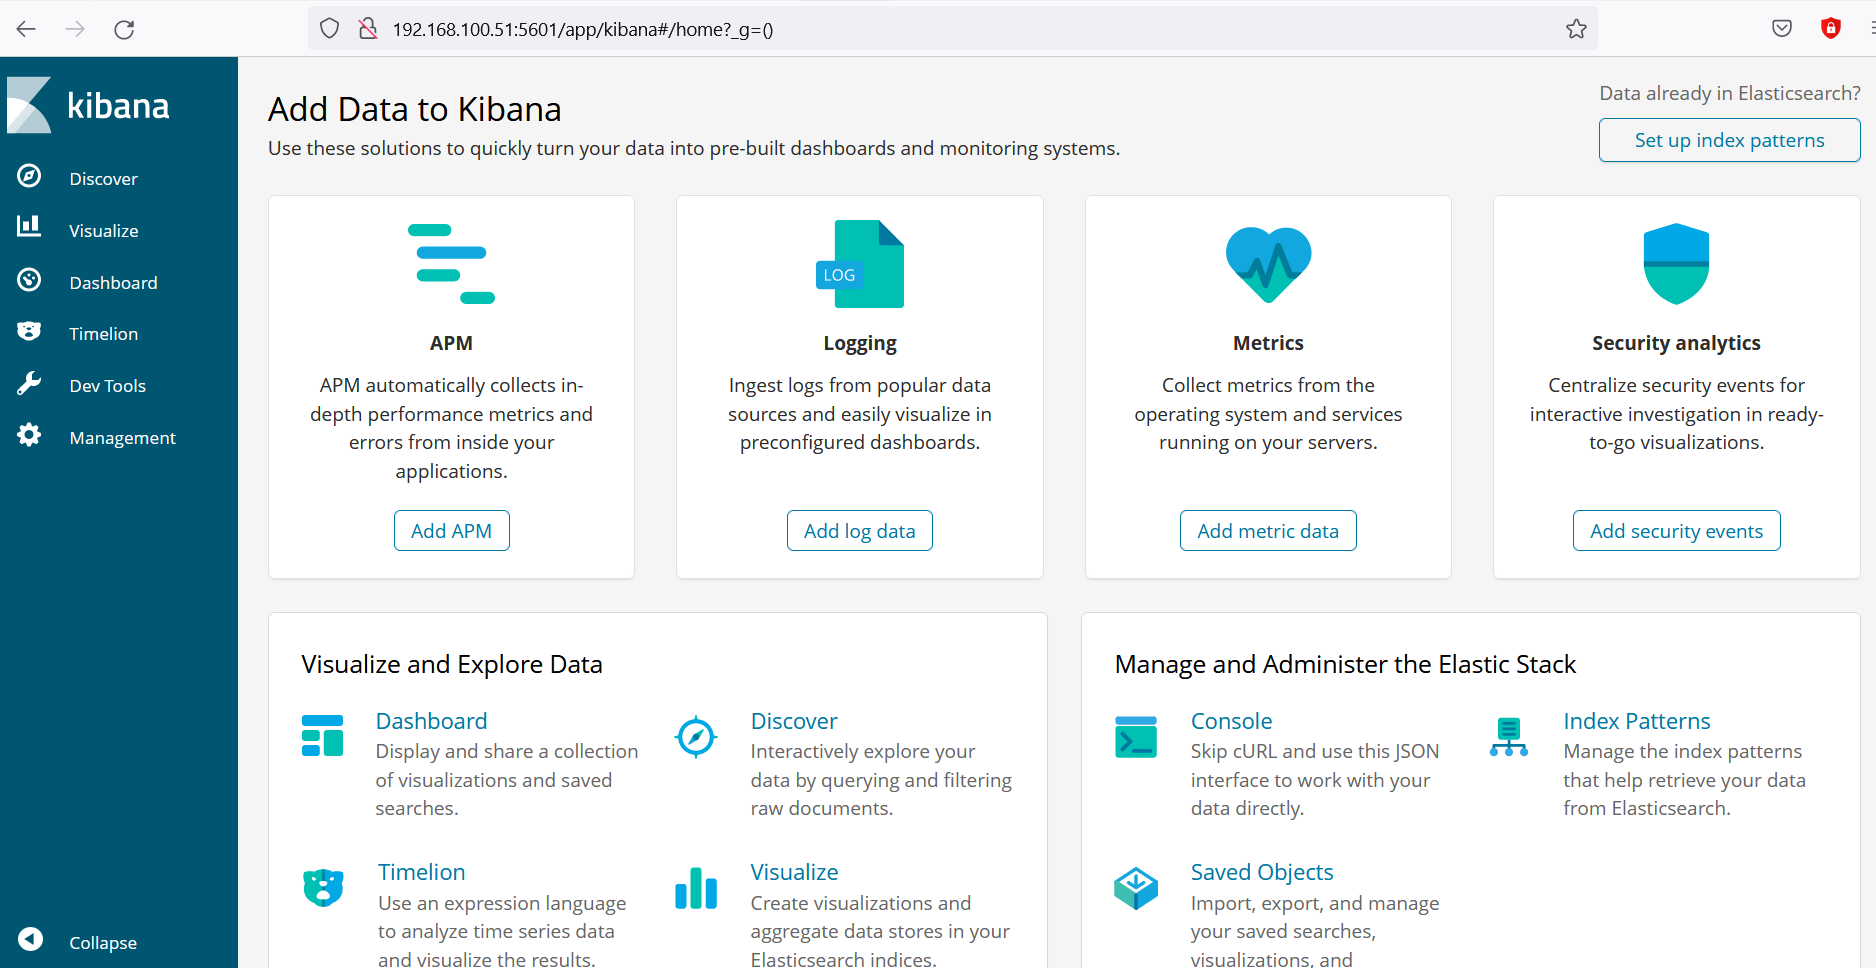 192.168.100.51:5601/app/kibana#/home?_g=()
kibana
Discover
Visualize
Dashboard
Timelion
Dev Tools
Management
Collapse
Add Data to Kibana
Use these solutions to quickly turn your data into pre-built dashboards and monitoring systems.
Data already in Elasticsearch?
Set up index patterns
APM
APM automatically collects in-
depth performance metrics and
errors from inside your
applications.
Add APM
LOG
Logging
Ingest logs from popular data
sources and easily visualize in
preconfigured dashboards.
Add log data
Metrics
Collect metrics from the
operating system and services
running on your servers.
Add metric data
Security analytics
Centralize security events for
interactive investigation in ready-
to-go visualizations.
Add security events
Visualize and Explore Data
Dashboard
Display and share a collection
of visualizations and saved
searches.
Discover
Interactively explore your
data by querying and filtering
raw documents.
Timelion
Use an expression language
to analyze time series data
and visualize the results.
Visualize
Create visualizations and
aggregate data stores in your
Elasticsearch indices.
Manage and Administer the Elastic Stack
Console
Skip cURL and use this JSON
interface to work with your
data directly.
Index Patterns
Manage the index patterns
that help retrieve your data
from Elasticsearch.
Saved Objects
Import, export, and manage
your saved searches,
visualizations, and